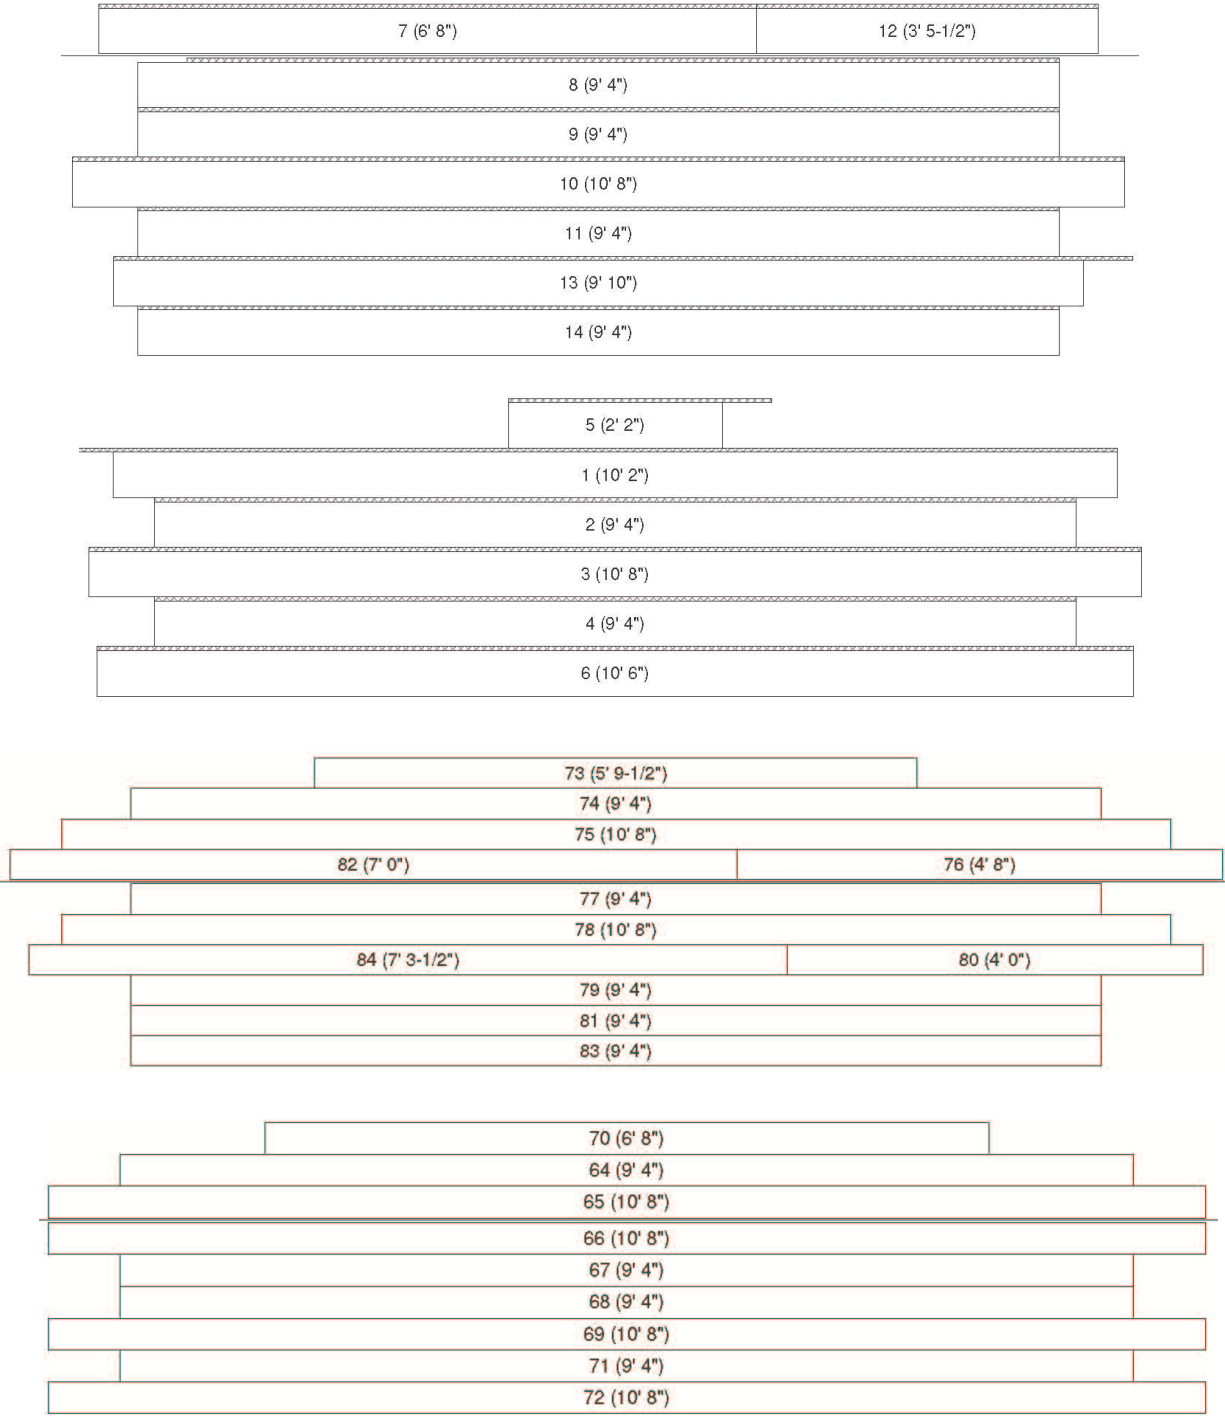 7 (6' 8") 12 (3' 5-1/2")
8 (9' 4")
9 (9' 4")
10 (10' 8")
11 (9' 4")
13 (9' 10")
14 (9' 4")
5 (2' 2")
1 (10' 2")
2 (9' 4")
3 (10' 8")
4 (9' 4")
6 (10' 6")
73 (5' 9-1/2")
74 (9' 4")
75 (10' 8")
82 (7' 0") 76 (4' 8")
77 (9' 4")
78 (10' 8")
84 (7' 3-1/2") 80 (4' 0")
79 (9' 4")
81 (9' 4")
83 (9' 4")
70 (6' 8")
64 (9' 4")
65 (10' 8")
66 (10' 8")
67 (9' 4")
68 (9' 4")
69 (10' 8")
71 (9' 4")
72 (10' 8")